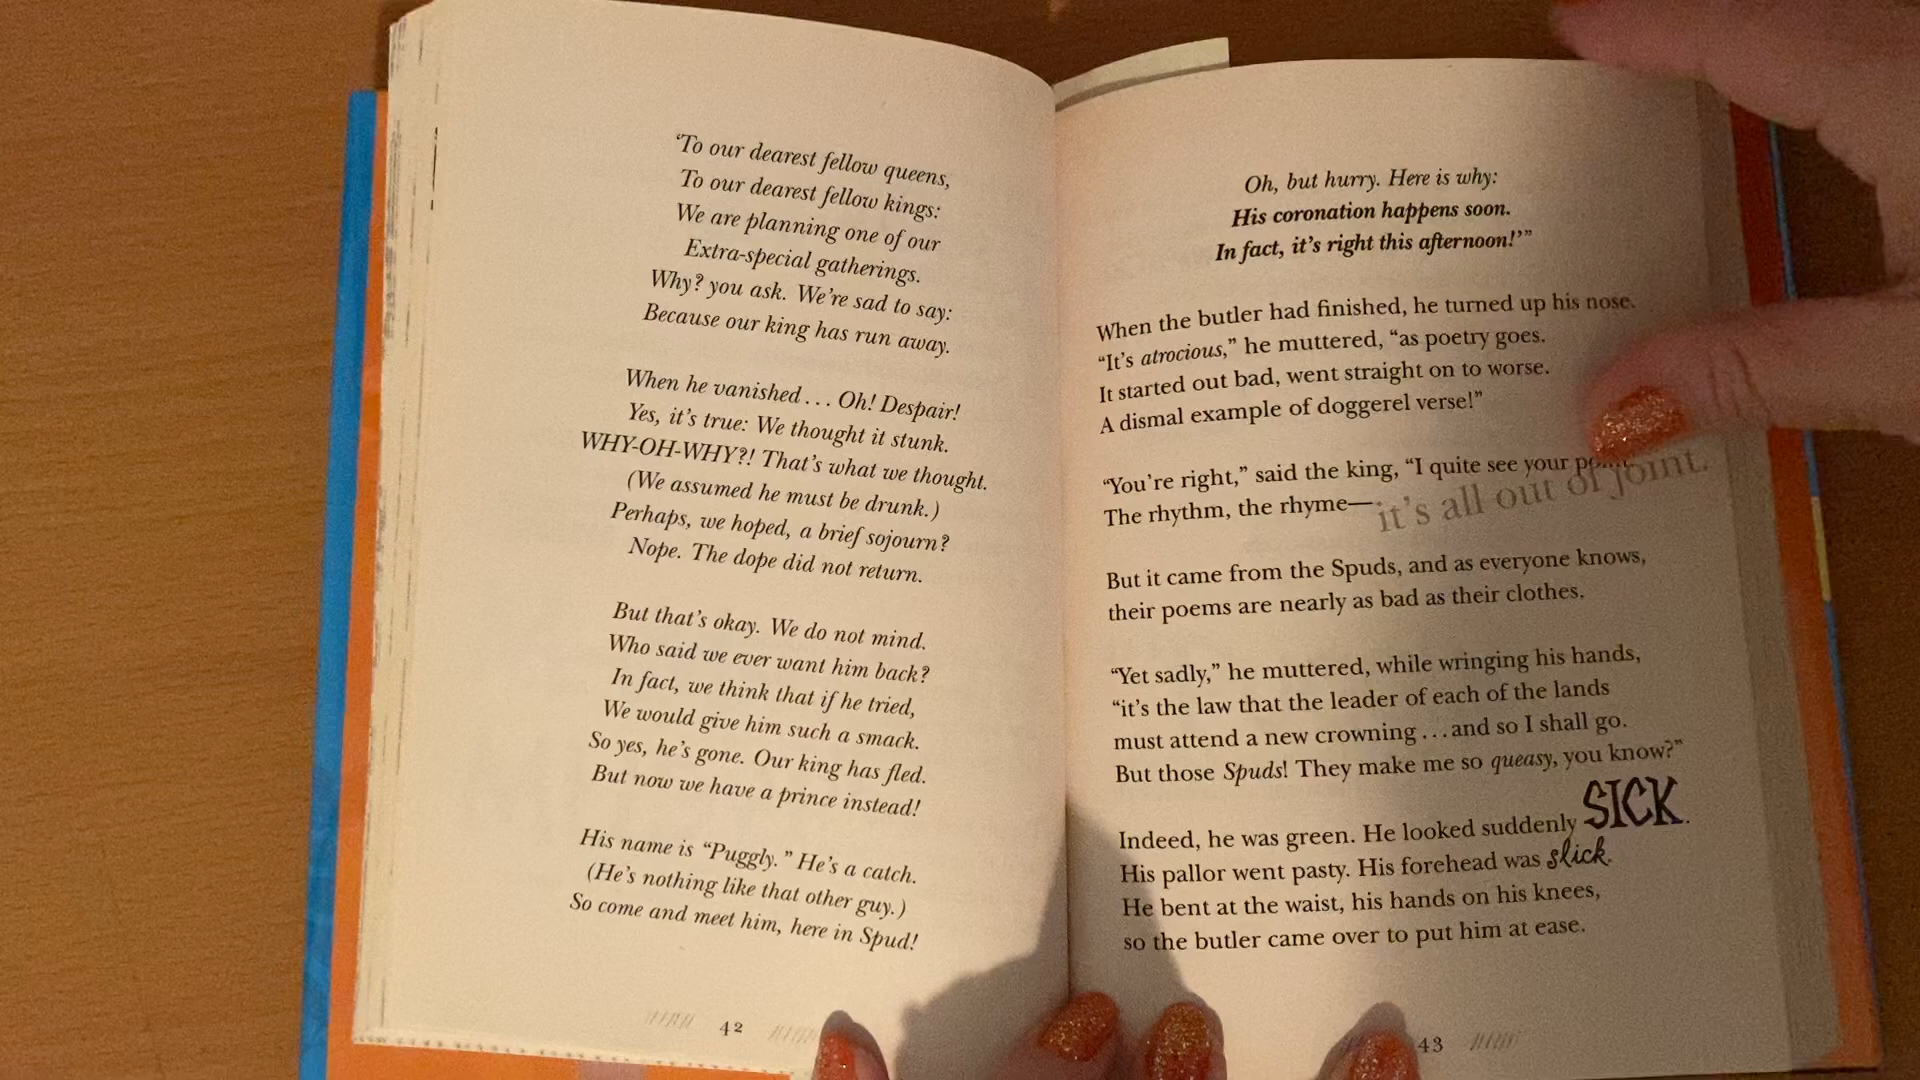 ‘To our dearest fellow queens,
To our dearest fellow kings:
We are planning one of our
Extra-special gatherings.
Why? you ask. We’re sad to say:
Because our king has run away.
When he vanished . . . Oh! Despair!
Yes, it’s true: We thought it stunk.
WHY-OH-WHY?! That’s what we thought.
(We assumed he must be drunk.)
Perhaps, we hoped, a brief sojourn?
Nope. The dope did not return.
But that’s okay. We do not mind.
Who said we ever want him back?
In fact, we think that if he tried,
We would give him such a smack.
So yes, he’s gone. Our king has fled.
But now we have a prince instead!
His name is “Puggly.” He’s a catch.
(He’s nothing like that other guy.)
So come and meet him, here in Spud!
42
Oh, but hurry. Here is why:
His coronation happens soon.
In fact, it’s right this afternoon!’”
When the butler had finished, he turned up his nose.
“It’s atrocious,” he muttered, “as poetry goes.
It started out bad, went straight on to worse.
A dismal example of doggerel verse!”
“You’re right,” said the king, “I quite see your
The rhythm, the rhyme—it’s all out of joint.
But it came from the Spuds, and as everyone knows,
their poems are nearly as bad as their clothes.
“Yet sadly,” he muttered, while wringing his hands,
“it’s the law that the leader of each of the lands
must attend a new crowning . . . and so I shall go.
But those Spuds! They make me so queasy, you know?”
Indeed, he was green. He looked suddenly SICK.
His pallor went pasty. His forehead was slick.
He bent at the waist, his hands on his knees,
so the butler came over to put him at ease.
43